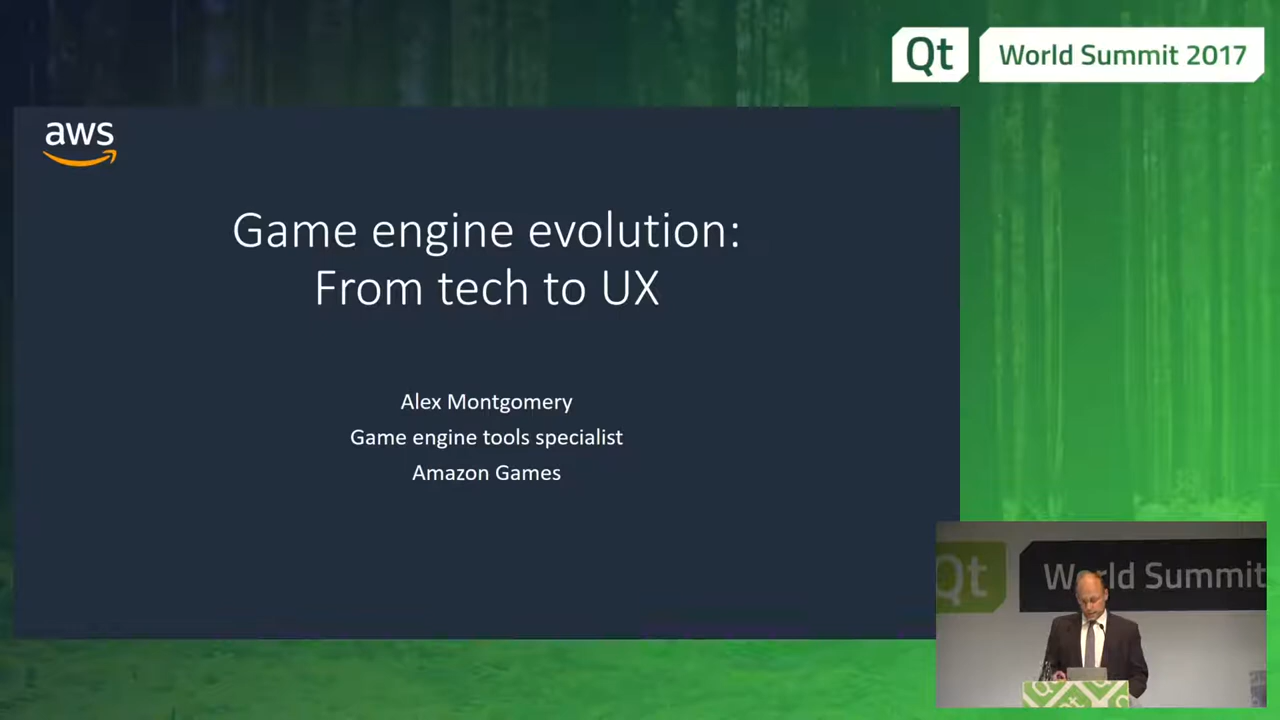 Qt World Summit 2017
aws
Game engine evolution:
From tech to UX
Alex Montgomery
Game engine tools specialist
Amazon Games
Qt World Summit
Qt